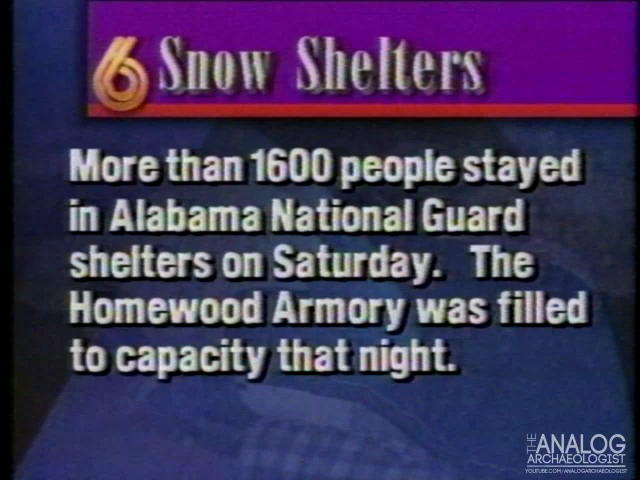 6 Snow Shelters
More than 1600 people stayed
in Alabama National Guard
shelters on Saturday. The
Homewood Armory was filled
to capacity that night.
THE ANALOG
ARCHAEOLOGIST
YOUTUBE.COM/ANALOGARCHAEOLOGIST